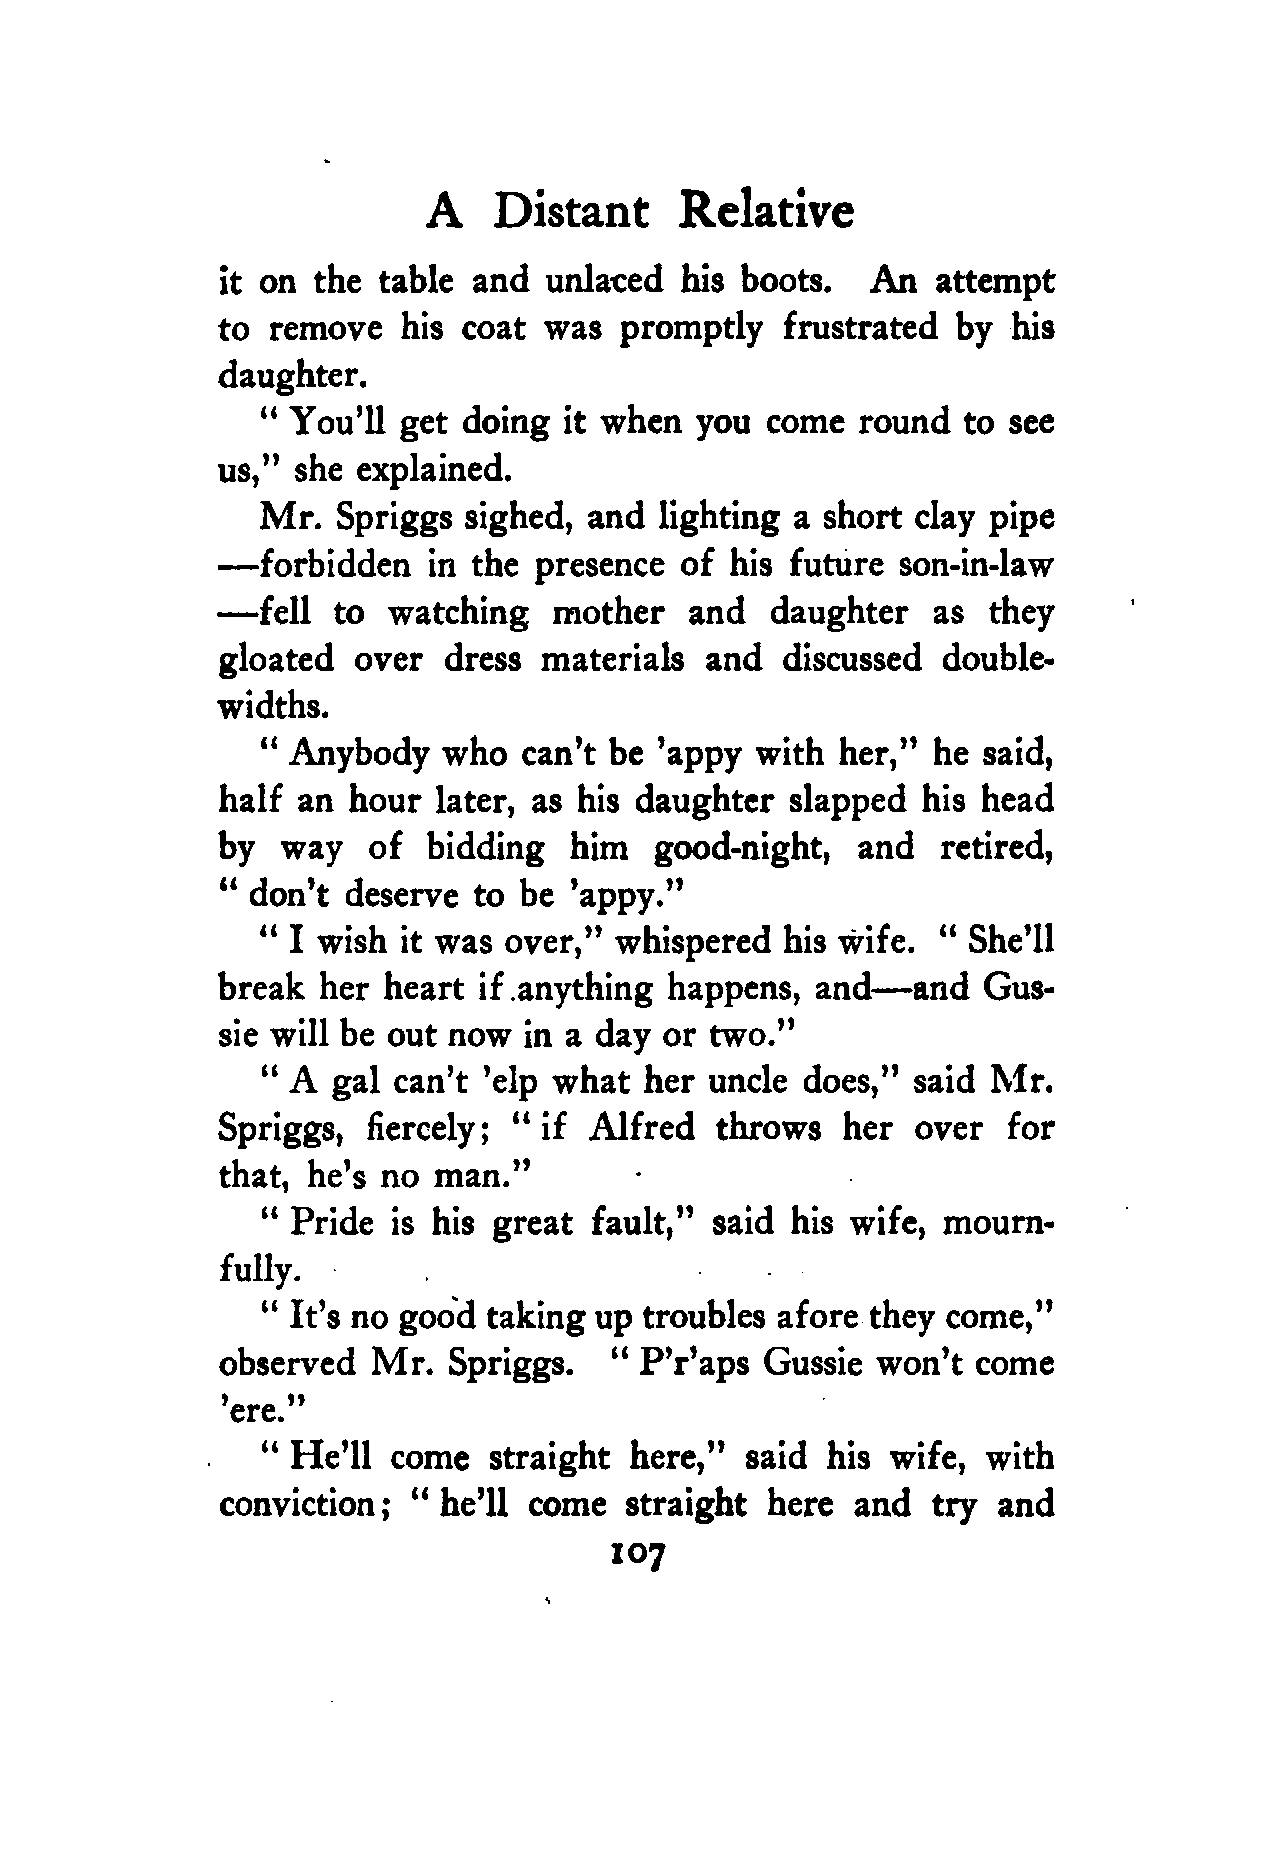 A Distant Relative
it on the table and unlaced his boots. An attempt
to remove his coat was promptly frustrated by his
daughter.
“ You’ll get doing it when you come round to see
us,” she explained.
Mr. Spriggs sighed, and lighting a short clay pipe
—forbidden in the presence of his future son-in-law
—fell to watching mother and daughter as they
gloated over dress materials and discussed double-
widths.
“ Anybody who can’t be ’appy with her,” he said,
half an hour later, as his daughter slapped his head
by way of bidding him good-night, and retired,
“ don’t deserve to be ’appy.”
“ I wish it was over,” whispered his wife. “ She’ll
break her heart if anything happens, and—and Gus-
sie will be out now in a day or two.”
“ A gal can’t ’elp what her uncle does,” said Mr.
Spriggs, fiercely; “ if Alfred throws her over for
that, he’s no man.”
“ Pride is his great fault,” said his wife, mourn-
fully.
“ It’s no good taking up troubles afore they come,”
observed Mr. Spriggs. “ P’r’aps Gussie won’t come
’ere.”
“ He’ll come straight here,” said his wife, with
conviction; “ he’ll come straight here and try and
107